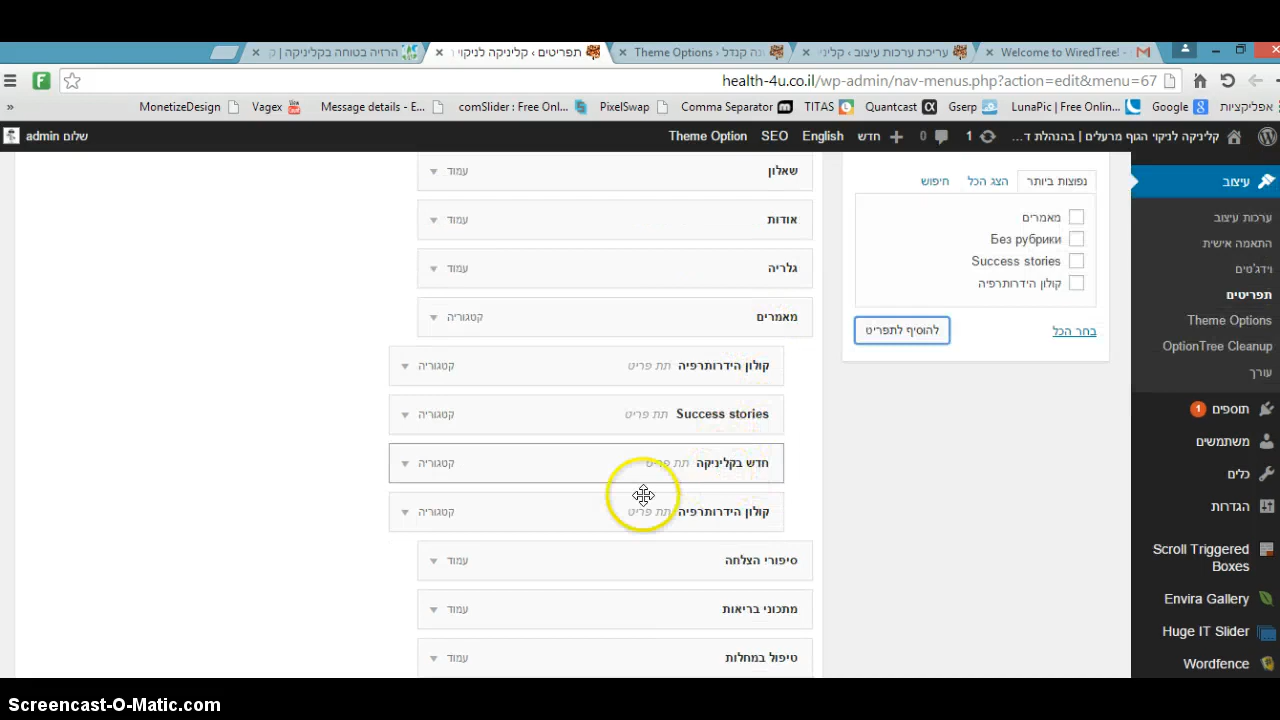 הרזיה בטוחה בקליניקה | ק
תפריטים ‹ קליניקה לניקוי
Theme Options ‹ נה קנדל
עריכת ערכות עיצוב ‹ קליני
Welcome to WiredTree! -
health-4u.co.il/wp-admin/nav-menus.php?action=edit&menu=67
»
MonetizeDesign
Vagex
Message details - E...
comSlider : Free Onl...
PixelSwap
Comma Separator
TITAS
Quantcast
Gserp
LunaPic | Free Onlin...
Google
אפליקציות
קליניקה לניקוי הגוף מרעלים | בהנהלת ד...
1
0
חדש
English
SEO
Theme Option
שלום admin
עיצוב
ערכות עיצוב
התאמה אישית
וידג'טים
תפריטים
Theme Options
OptionTree Cleanup
עורך
תוספים 1
משתמשים
כלים
הגדרות
Scroll Triggered
Boxes
Envira Gallery
Huge IT Slider
Wordfence
נפוצות ביותר
הצג הכל
חיפוש
מאמרים
Без рубрики
Success stories
קולון הידרותרפיה
בחר הכל
להוסיף לתפריט
שאלון עמוד
אודות עמוד
גלריה עמוד
מאמרים קטגוריה
קולון הידרותרפיה תת פריט קטגוריה
Success stories תת פריט קטגוריה
חדש בקליניקה תת פריט קטגוריה
קולון הידרותרפיה תת פריט קטגוריה
סיפורי הצלחה עמוד
מתכוני בריאות עמוד
טיפול במחלות עמוד
Screencast-O-Matic.com